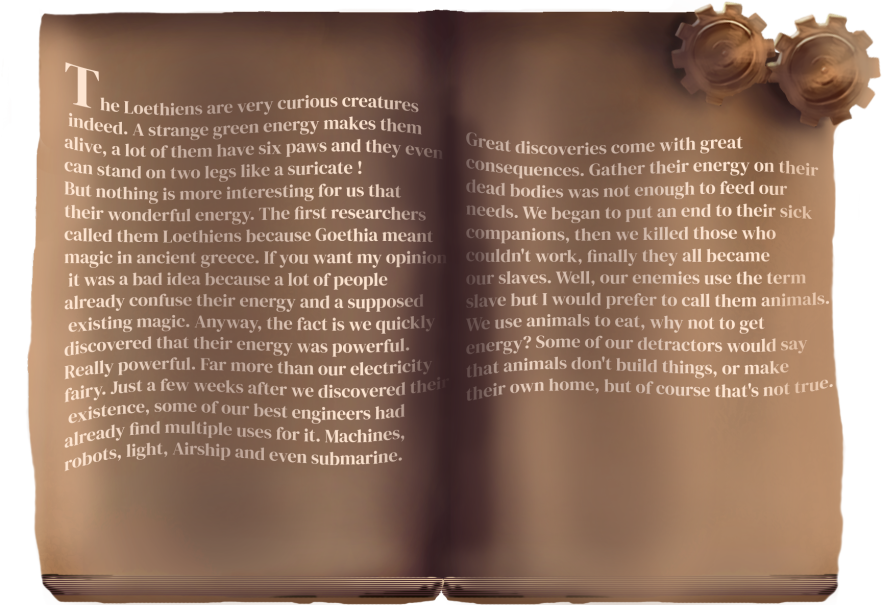 The Loethiens are very curious creatures
indeed. A strange green energy makes them
alive, a lot of them have six paws and they even
can stand on two legs like a suricate !
But nothing is more interesting for us that
their wonderful energy. The first researchers
called them Loethiens because Goethia meant
magic in ancient greece. If you want my opinion
it was a bad idea because a lot of people
already confuse their energy and a supposed
existing magic. Anyway, the fact is we quickly
discovered that their energy was powerful.
Really powerful. Far more than our electricity
fairy. Just a few weeks after we discovered their
existence, some of our best engineers had
already find multiple uses for it. Machines,
robots, light, Airship and even submarine.
Great discoveries come with great
consequences. Gather their energy on their
dead bodies was not enough to feed our
needs. We began to put an end to their sick
companions, then we killed those who
couldn't work, finally they all became
our slaves. Well, our enemies use the term
slave but I would prefer to call them animals.
We use animals to eat, why not to get
energy? Some of our detractors would say
that animals don't build things, or make
their own home, but of course that's not true.